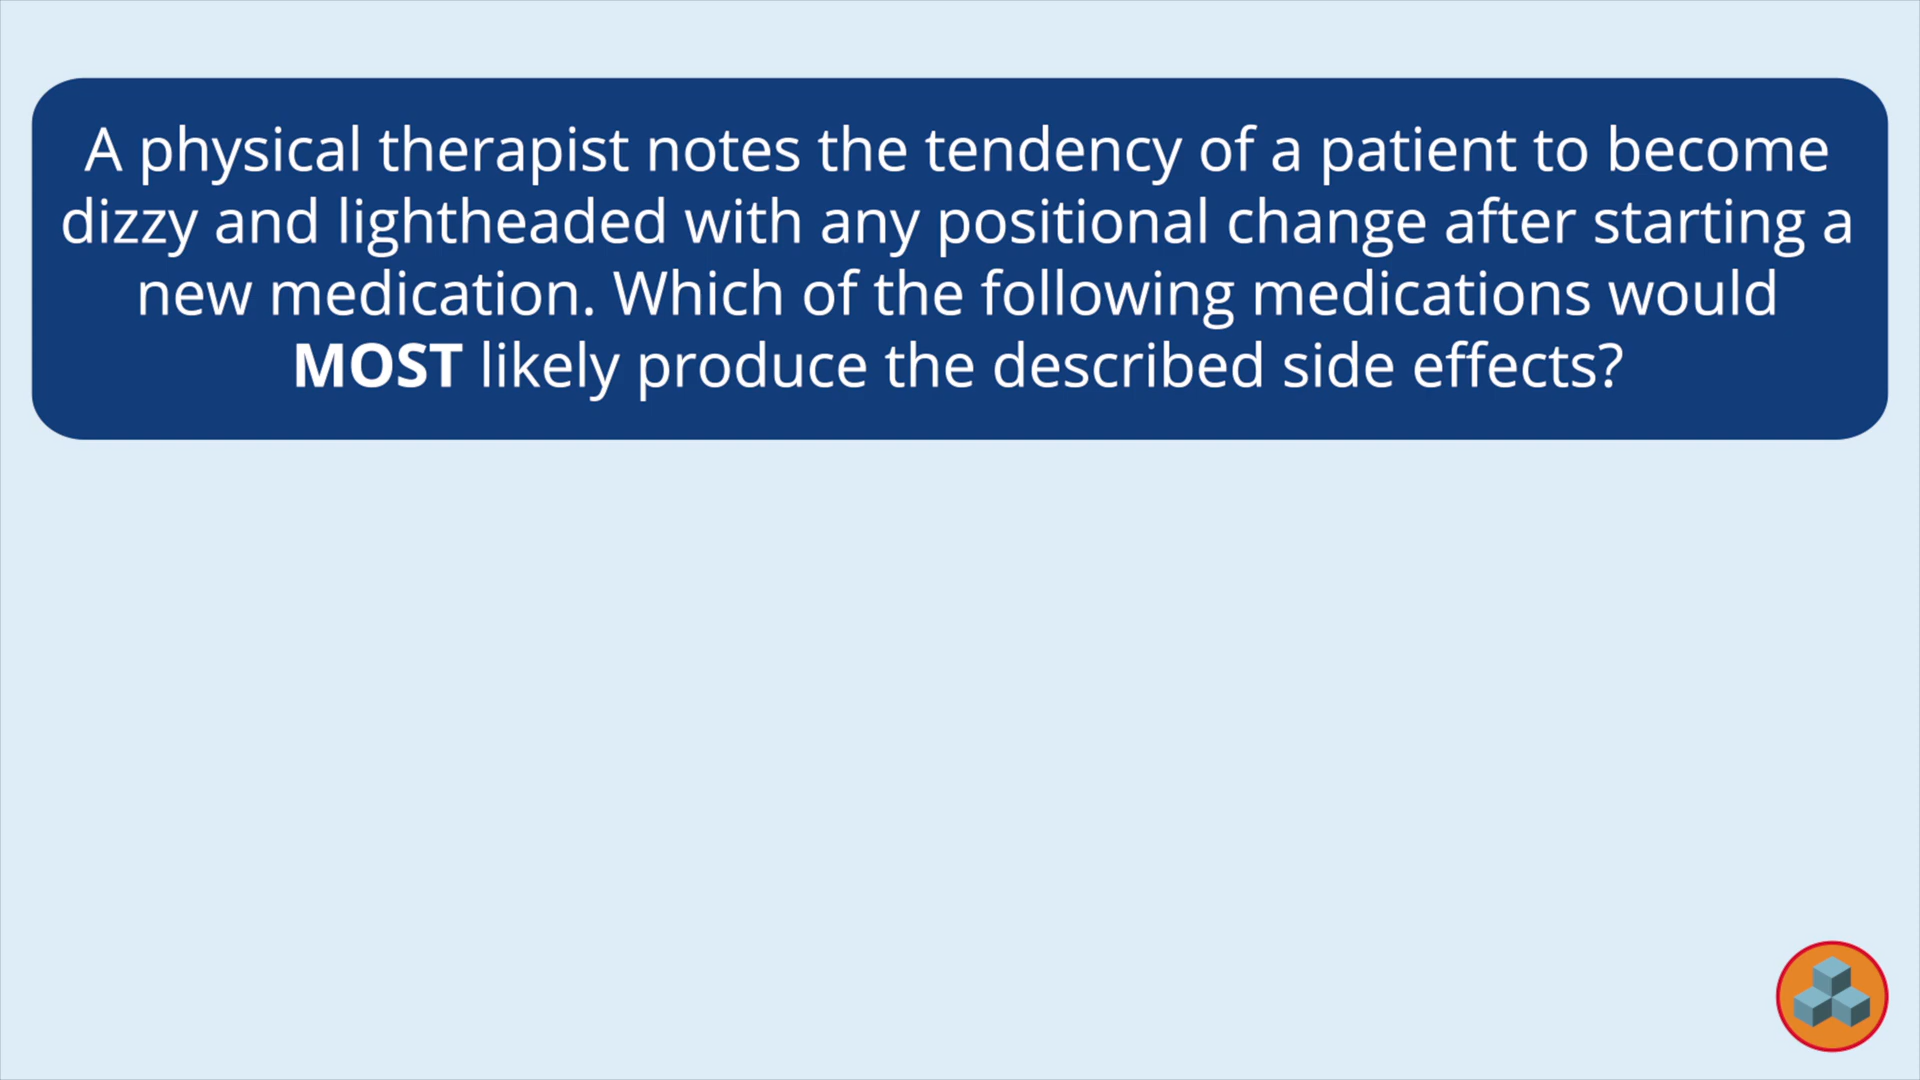 A physical therapist notes the tendency of a patient to become
dizzy and lightheaded with any positional change after starting a
new medication. Which of the following medications would
MOST likely produce the described side effects?